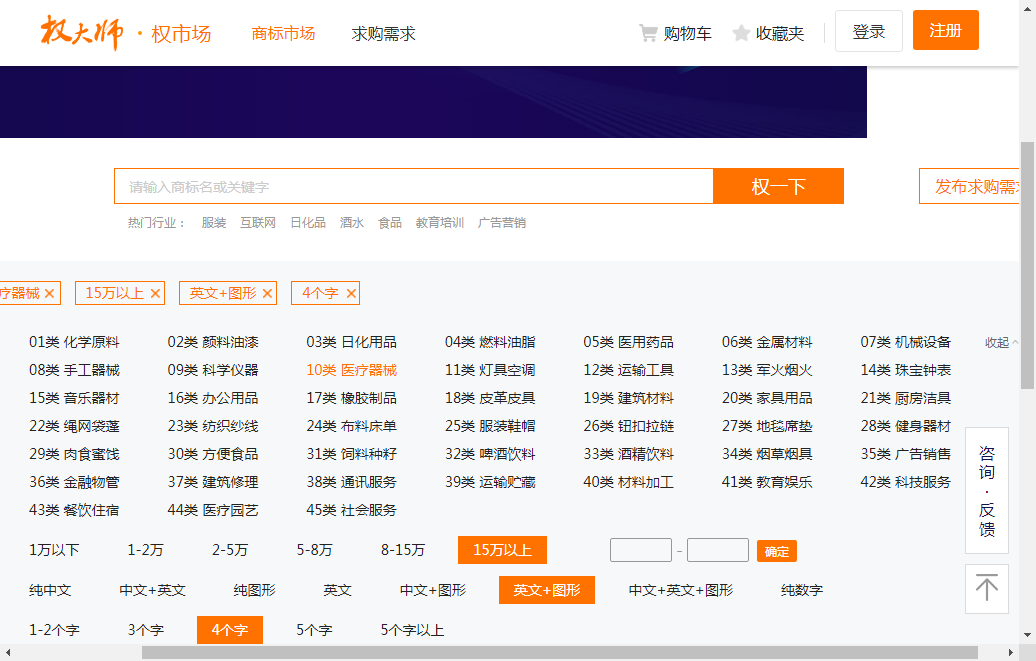 权大师 · 权市场 商标市场 求购需求 购物车 收藏夹 登录 注册
请输入商标名或关键字 权一下 发布求购需求
热门行业： 服装 互联网 日化品 酒水 食品 教育培训 广告营销
疗器械 × 15万以上 × 英文+图形 × 4个字 ×
01类 化学原料 02类 颜料油漆 03类 日化用品 04类 燃料油脂 05类 医用药品 06类 金属材料 07类 机械设备 收起
08类 手工器械 09类 科学仪器 10类 医疗器械 11类 灯具空调 12类 运输工具 13类 军火烟火 14类 珠宝钟表
15类 音乐器材 16类 办公用品 17类 橡胶制品 18类 皮革皮具 19类 建筑材料 20类 家具用品 21类 厨房洁具
22类 绳网袋蓬 23类 纺织纱线 24类 布料床单 25类 服装鞋帽 26类 钮扣拉链 27类 地毯席垫 28类 健身器材
29类 肉食蜜饯 30类 方便食品 31类 饲料种籽 32类 啤酒饮料 33类 酒精饮料 34类 烟草烟具 35类 广告销售
36类 金融物管 37类 建筑修理 38类 通讯服务 39类 运输贮藏 40类 材料加工 41类 教育娱乐 42类 科技服务
43类 餐饮住宿 44类 医疗园艺 45类 社会服务
1万以下 1-2万 2-5万 5-8万 8-15万 15万以上 - 确定
纯中文 中文+英文 纯图形 英文 中文+图形 英文+图形 中文+英文+图形 纯数字
1-2个字 3个字 4个字 5个字 5个字以上
咨
询
·
反
馈